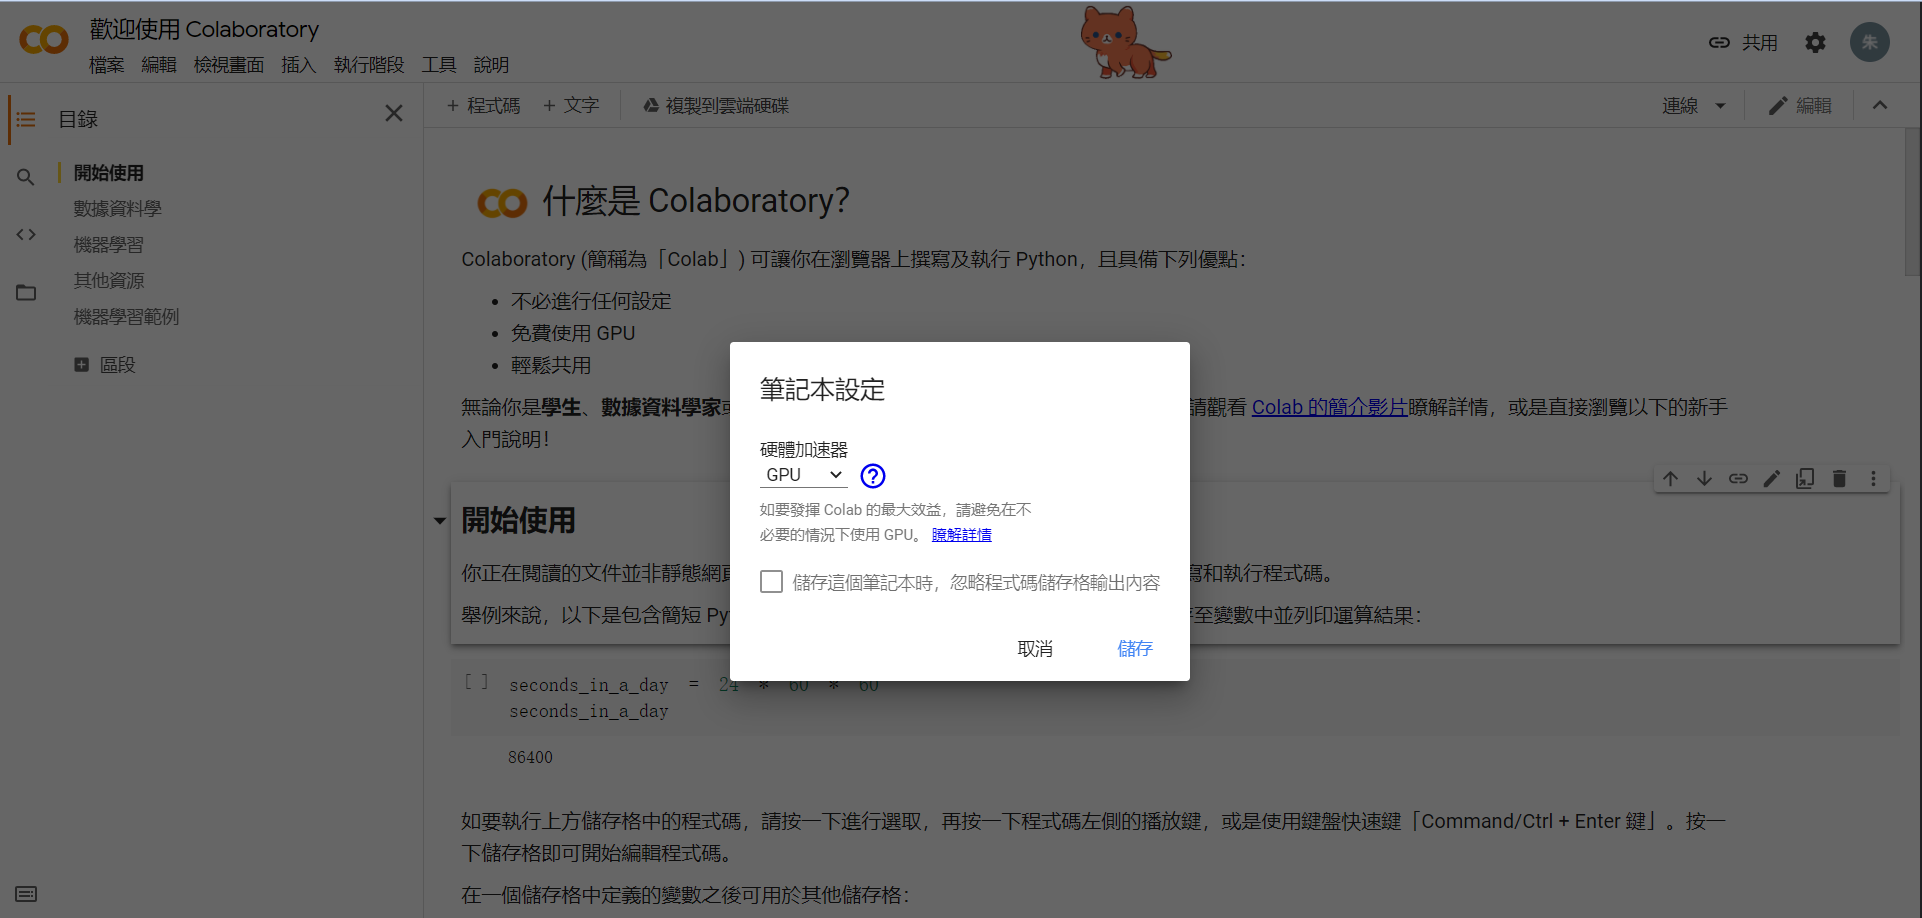 歡迎使用 Colaboratory
檔案 編輯 檢視畫面 插入 執行階段 工具 說明
共用
朱
目錄
開始使用
數據資料學
機器學習
其他資源
機器學習範例
區段
+ 程式碼 + 文字 複製到雲端硬碟
連線 編輯
什麼是 Colaboratory?
Colaboratory (簡稱為「Colab」) 可讓你在瀏覽器上撰寫及執行 Python，且具備下列優點：
• 不必進行任何設定
• 免費使用 GPU
• 輕鬆共用
無論你是學生、數據資料學家 請觀看 Colab 的簡介影片瞭解詳情，或是直接瀏覽以下的新手
入門說明！
筆記本設定
硬體加速器
GPU
如要發揮 Colab 的最大效益，請避免在不
必要的情況下使用 GPU。 瞭解詳情
儲存這個筆記本時，忽略程式碼儲存格輸出內容
取消 儲存
開始使用
你正在閱讀的文件並非靜態網 和執行程式碼。
舉例來說，以下是包含簡短 Py 至變數中並列印運算結果：
[ ] seconds_in_a_day = 24 * 60 * 60
seconds_in_a_day
86400
如要執行上方儲存格中的程式碼，請按一下進行選取，再按一下程式碼左側的播放鍵，或是使用鍵盤快速鍵「Command/Ctrl + Enter 鍵」。按一
下儲存格即可開始編輯程式碼。
在一個儲存格中定義的變數之後可用於其他儲存格：